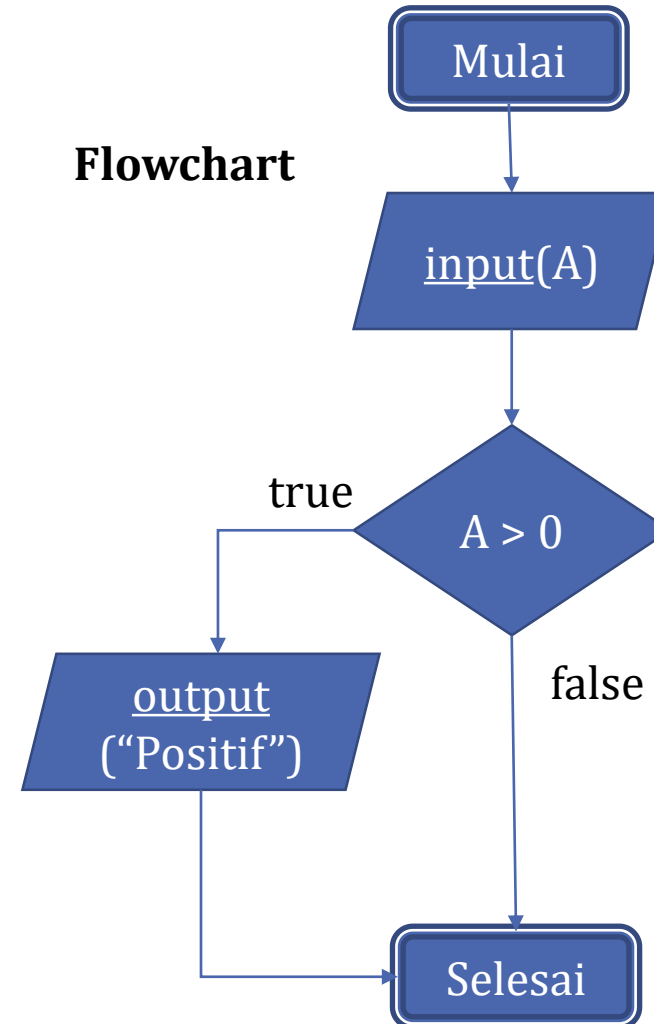 Mulai
Flowchart
input(A)
true
A > 0
false
output
(“Positif”)
Selesai